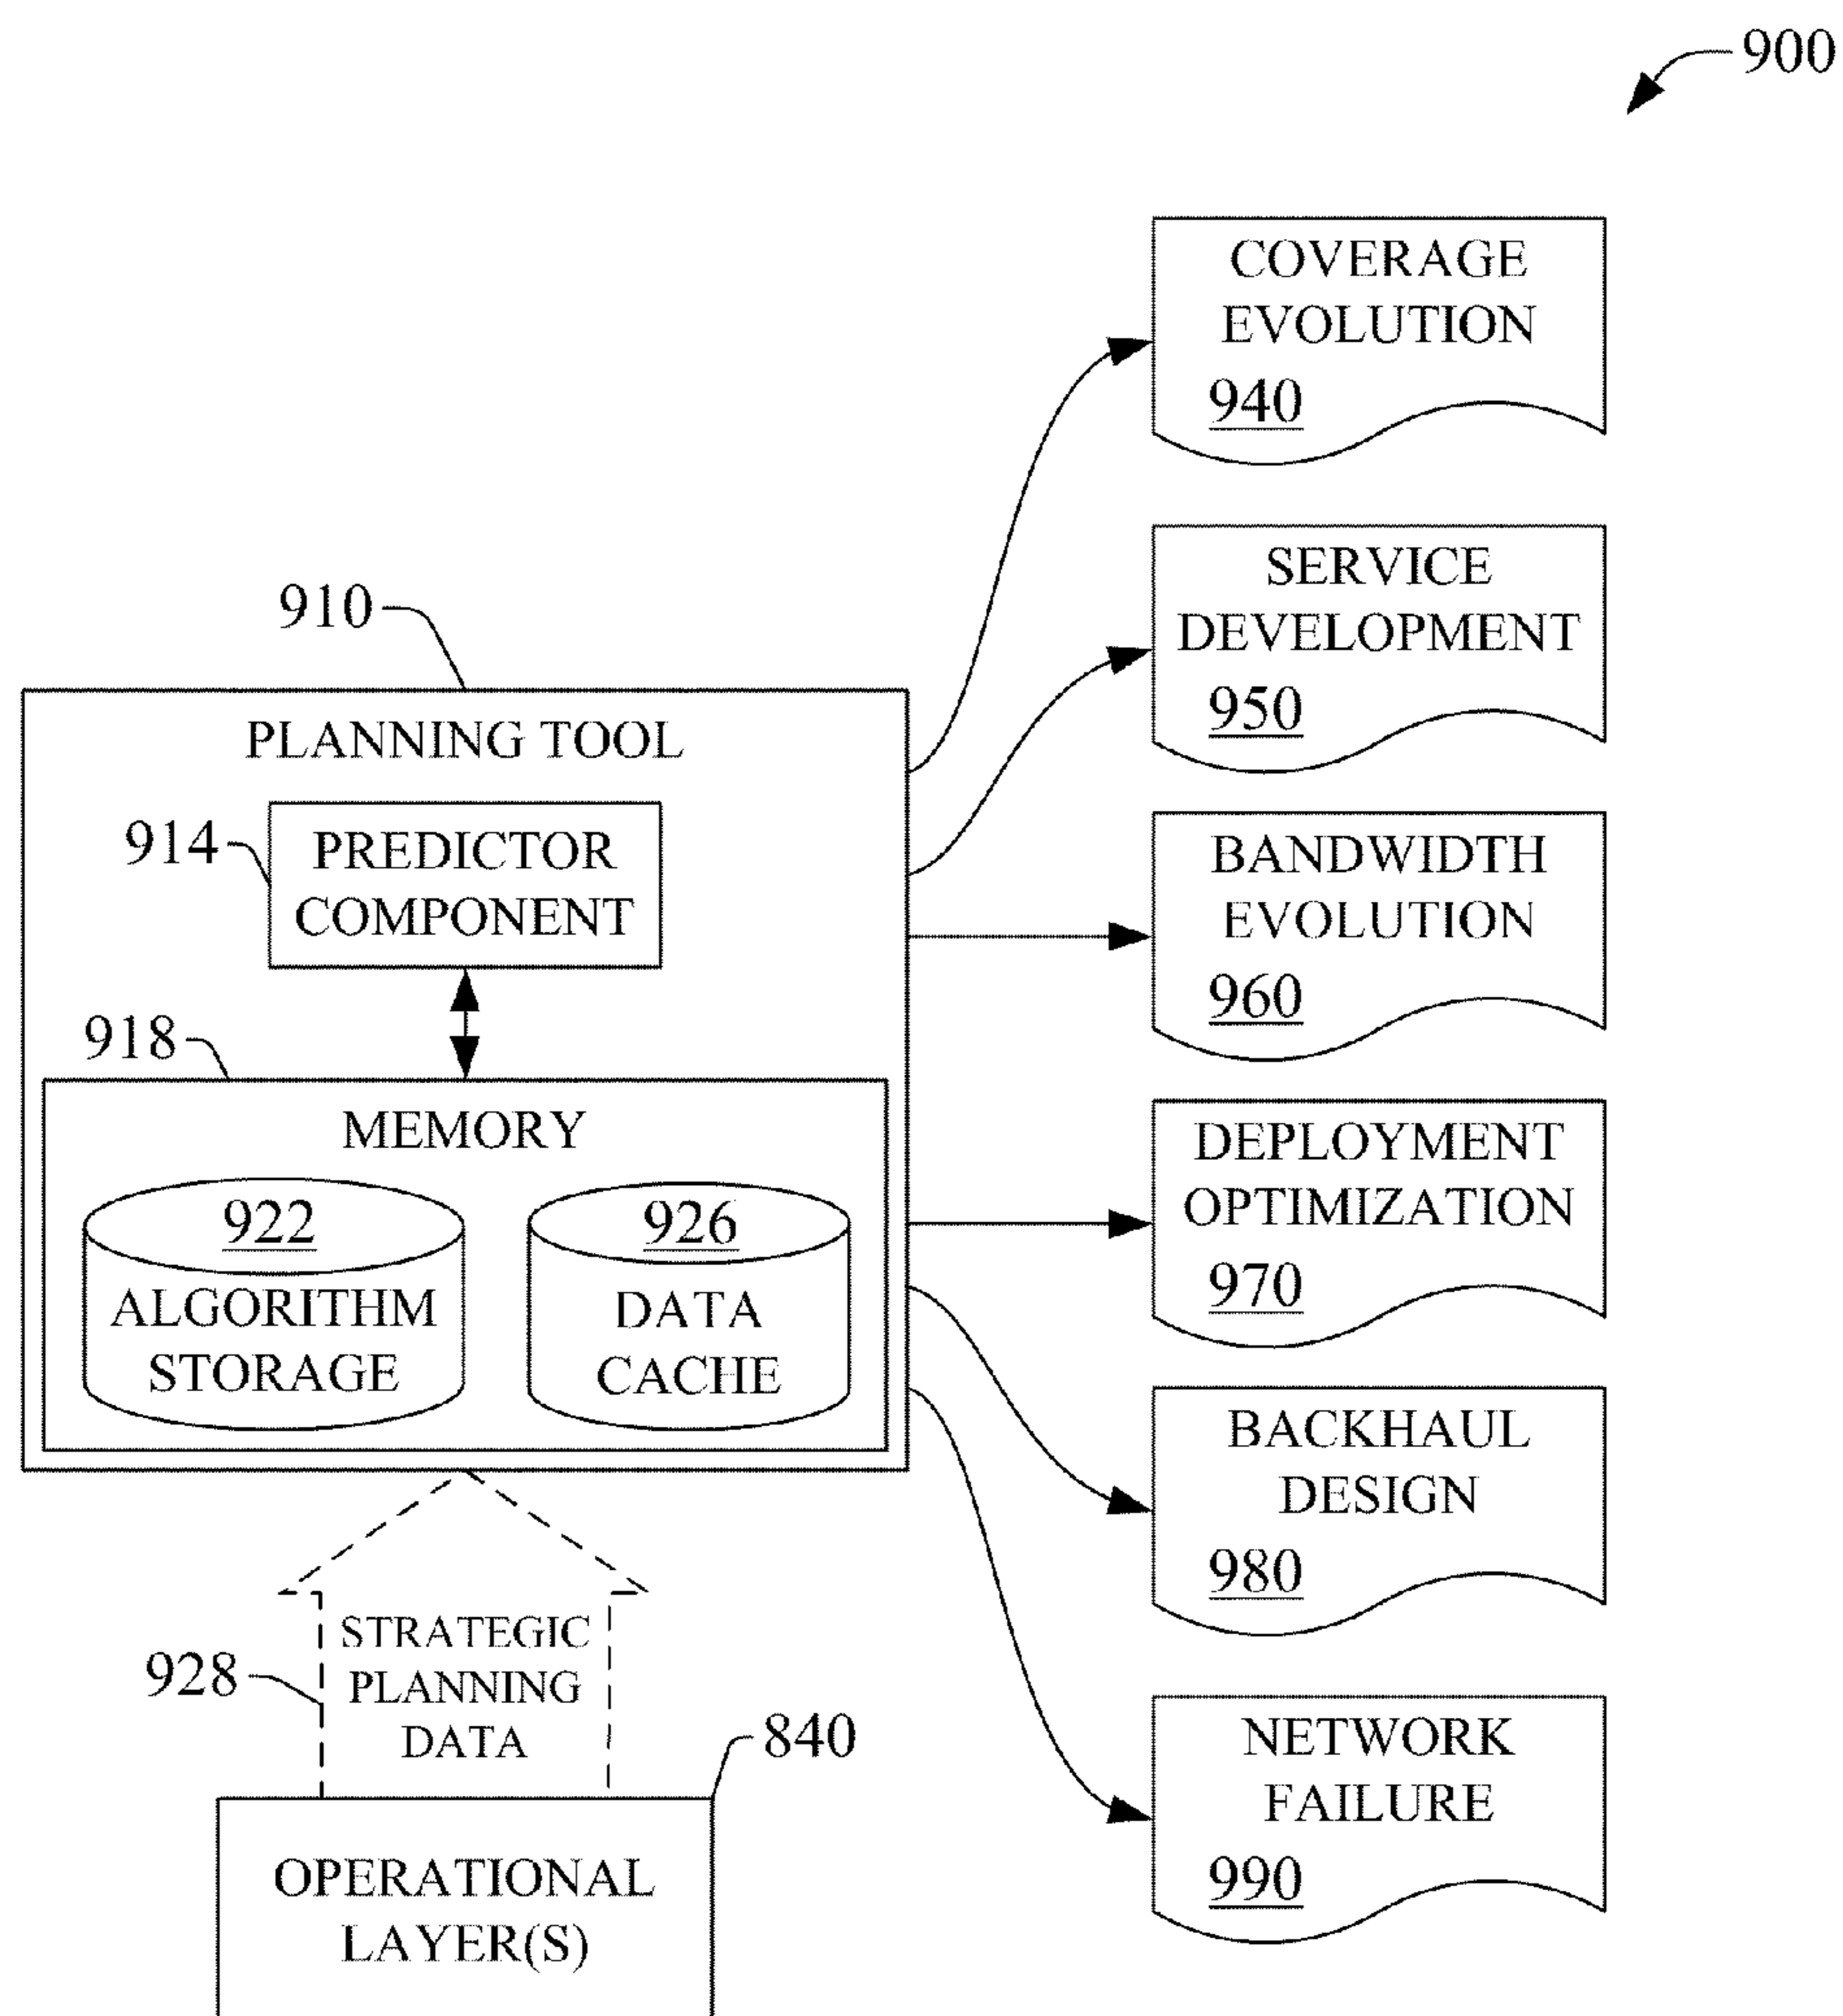 900
COVERAGE
EVOLUTION
940
SERVICE
DEVELOPMENT
950
910
PLANNING TOOL
914
PREDICTOR
COMPONENT
BANDWIDTH
EVOLUTION
960
918
MEMORY
922
ALGORITHM
STORAGE
926
DATA
CACHE
DEPLOYMENT
OPTIMIZATION
970
BACKHAUL
DESIGN
980
928
STRATEGIC
PLANNING
DATA
840
OPERATIONAL
LAYER(S)
NETWORK
FAILURE
990